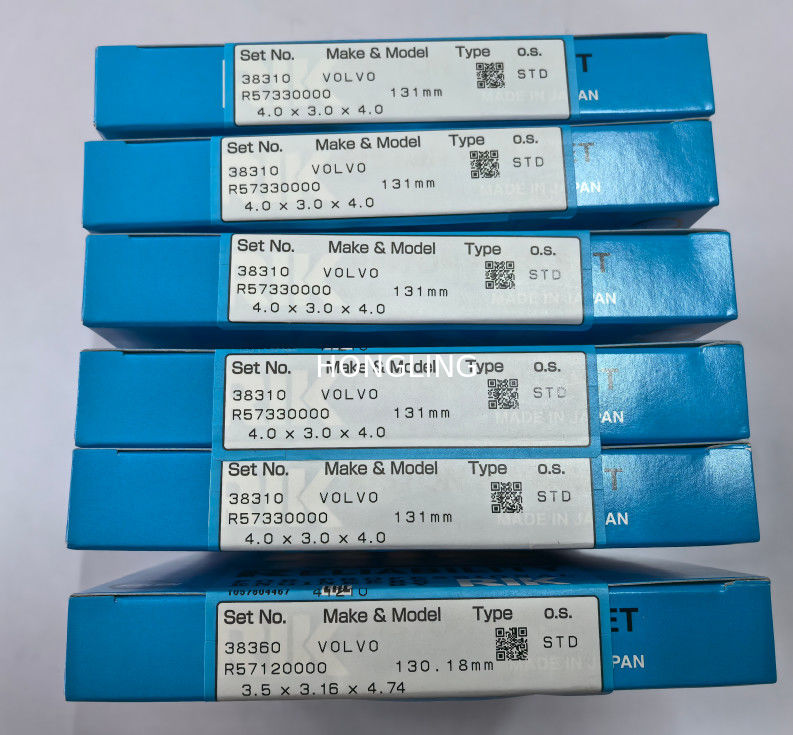 Set No. Make & Model Type o.s.
38310 VOLVO STD
R57330000 131mm
4.0 x 3.0 x 4.0
T
MADE IN JAPAN
Set No. Make & Model Type o.s.
38310 VOLVO STD
R57330000 131mm
4.0 x 3.0 x 4.0
T
MADE IN JAPAN
Set No. Make & Model Type o.s.
38310 VOLVO STD
R57330000 131mm
4.0 x 3.0 x 4.0
T
MADE IN JAPAN
HONGLING
Set No. Make & Model Type o.s.
38310 VOLVO STD
R57330000 131mm
4.0 x 3.0 x 4.0
T
MADE IN JAPAN
Set No. Make & Model Type o.s.
38310 VOLVO STD
R57330000 131mm
4.0 x 3.0 x 4.0
T
MADE IN JAPAN
RIK
Set No. Make & Model Type o.s.
38360 VOLVO STD
R57120000 130.18mm
3.5 x 3.16 x 4.74
ET
MADE IN JAPAN